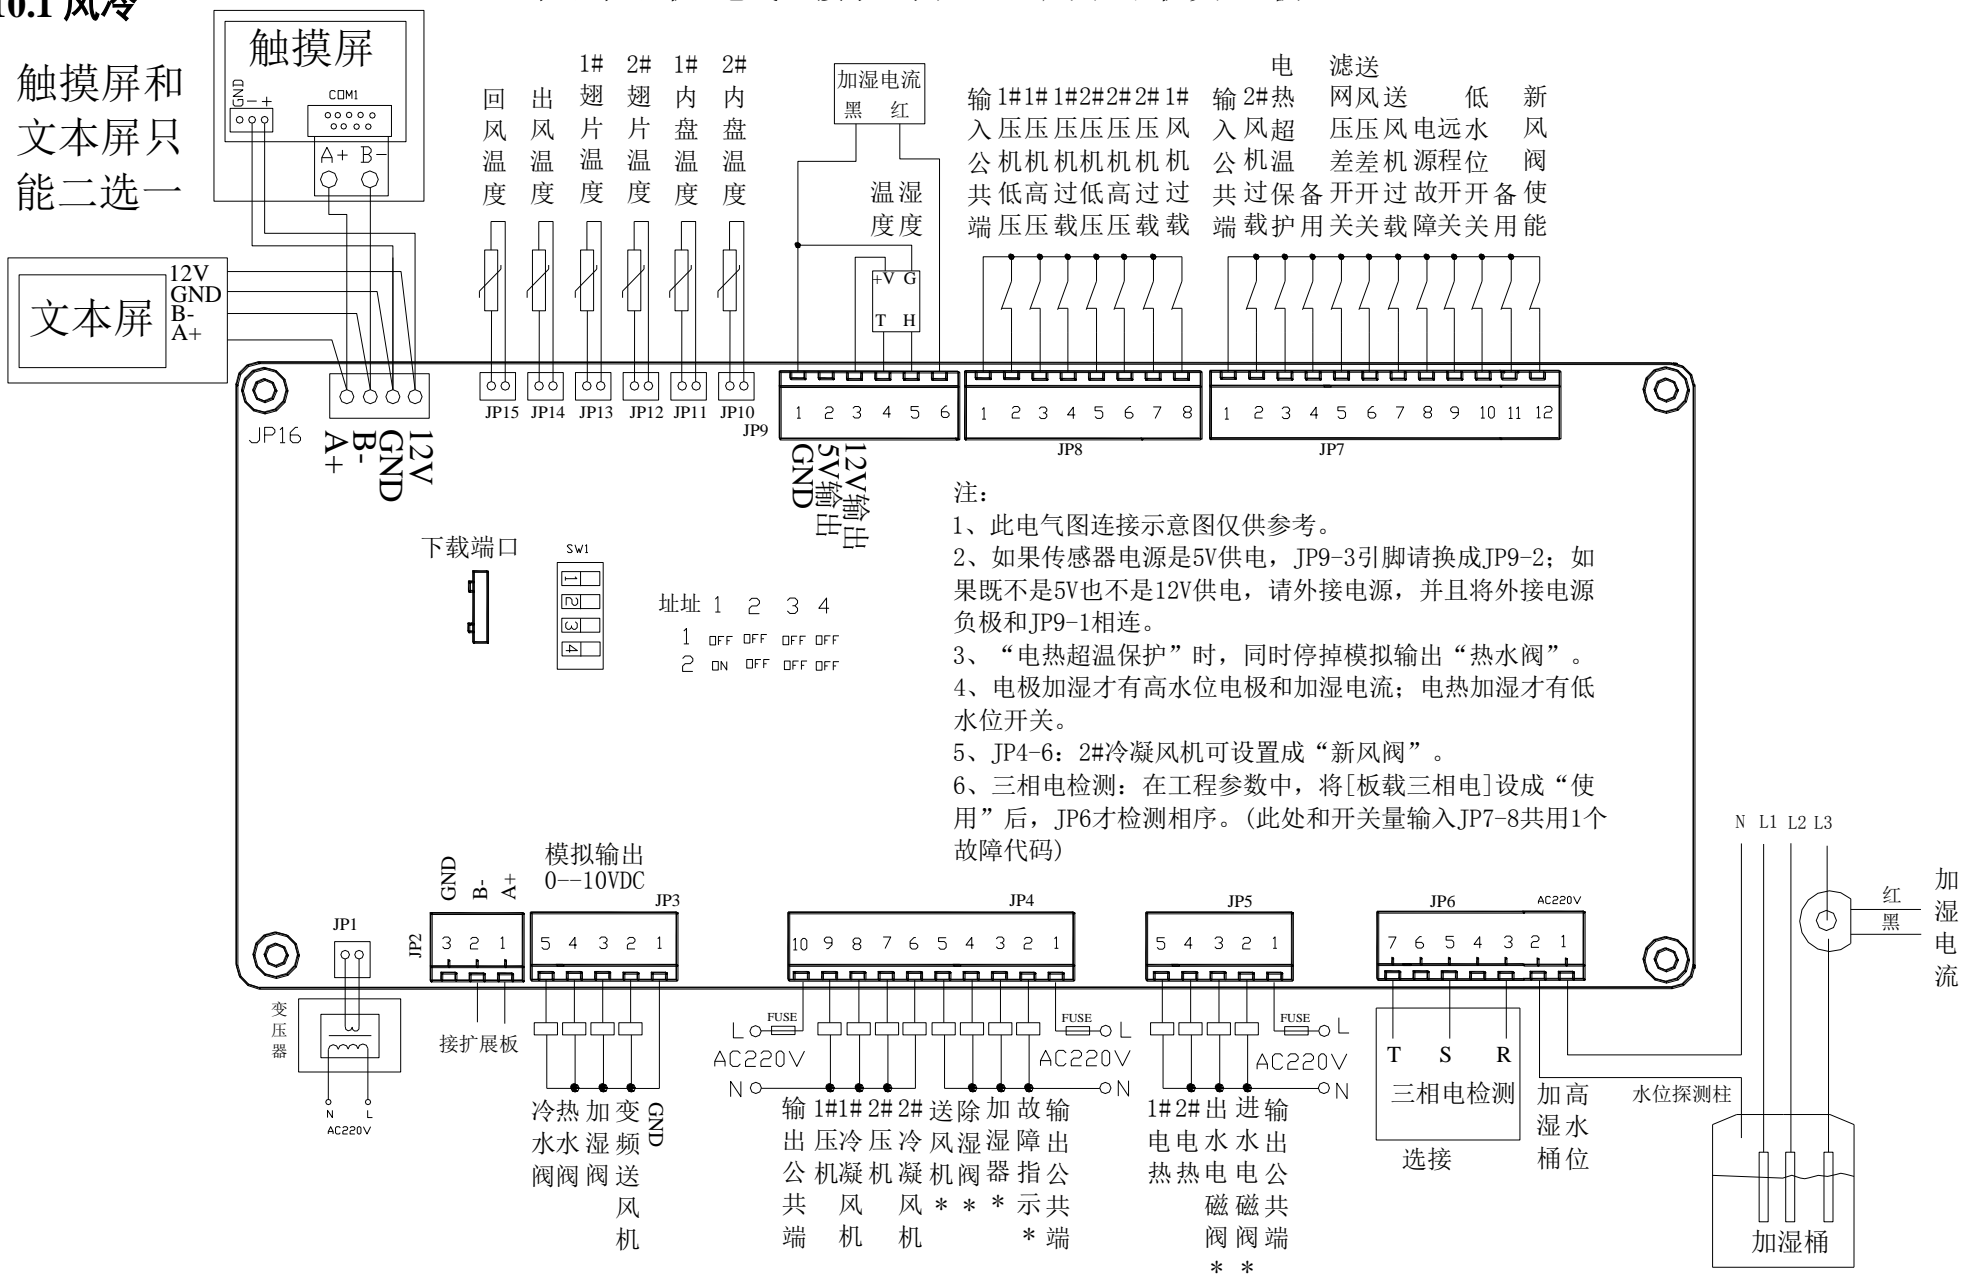 10.1 风冷
触摸屏和
文本屏只
能二选一
触摸屏
GND
-
+
COM1
A+ B-
文本屏
12V
GND
B-
A+
回风温度
出风温度
1#翅片温度
2#翅片温度
1#内盘温度
2#内盘温度
加湿电流
黑 红
温度
湿度
+V G
T H
输入公共端
1#压机低压
1#压机高压
1#压机过载
2#压机低压
2#压机高压
2#压机过载
1#风机过载
输入公共端
2#风机过载
电热超温保护
备用
滤网压差开关
送风压差开关
送风机过载
电源故障
远程开关
低水位开关
备用
新风阀使能
JP16
A+
B-
GND
12V
JP15 JP14 JP13 JP12 JP11 JP10
JP9
1 2 3 4 5 6
GND
5V输出
12V输出
1 2 3 4 5 6 7 8
JP8
1 2 3 4 5 6 7 8 9 10 11 12
JP7
下载端口
SW1
1
2
3
4
址址 1 2 3 4
1 OFF OFF OFF OFF
2 ON OFF OFF OFF
注：
1、此电气图连接示意图仅供参考。
2、如果传感器电源是5V供电，JP9-3引脚请换成JP9-2；如
果既不是5V也不是12V供电，请外接电源，并且将外接电源
负极和JP9-1相连。
3、“电热超温保护”时，同时停掉模拟输出“热水阀”。
4、电极加湿才有高水位电极和加湿电流；电热加湿才有低
水位开关。
5、JP4-6：2#冷凝风机可设置成“新风阀”。
6、三相电检测：在工程参数中，将[板载三相电]设成“使
用”后，JP6才检测相序。(此处和开关量输入JP7-8共用1个
故障代码)
JP1
变压器
N L
AC220V
JP2
GND
B-
A+
3 2 1
接扩展板
模拟输出
0--10VDC
JP3
5 4 3 2 1
冷水阀
热水阀
加湿阀
变频送风机
GND
JP4
10 9 8 7 6 5 4 3 2 1
L FUSE
AC220V
N
FUSE L
AC220V
N
输出公共端
1#压机
1#冷凝风机
2#压机
2#冷凝风机
送风机*
除湿阀*
加湿器*
故障指示*
输出公共端
JP5
5 4 3 2 1
FUSE L
AC220V
N
1#电热
2#电热
出水电磁阀*
进水电磁阀*
输出公共端
JP6
AC220V
7 6 5 4 3 2 1
T S R
三相电检测
选接
加湿桶
高水位
N L1 L2 L3
红
黑
加湿电流
水位探测柱
加湿桶